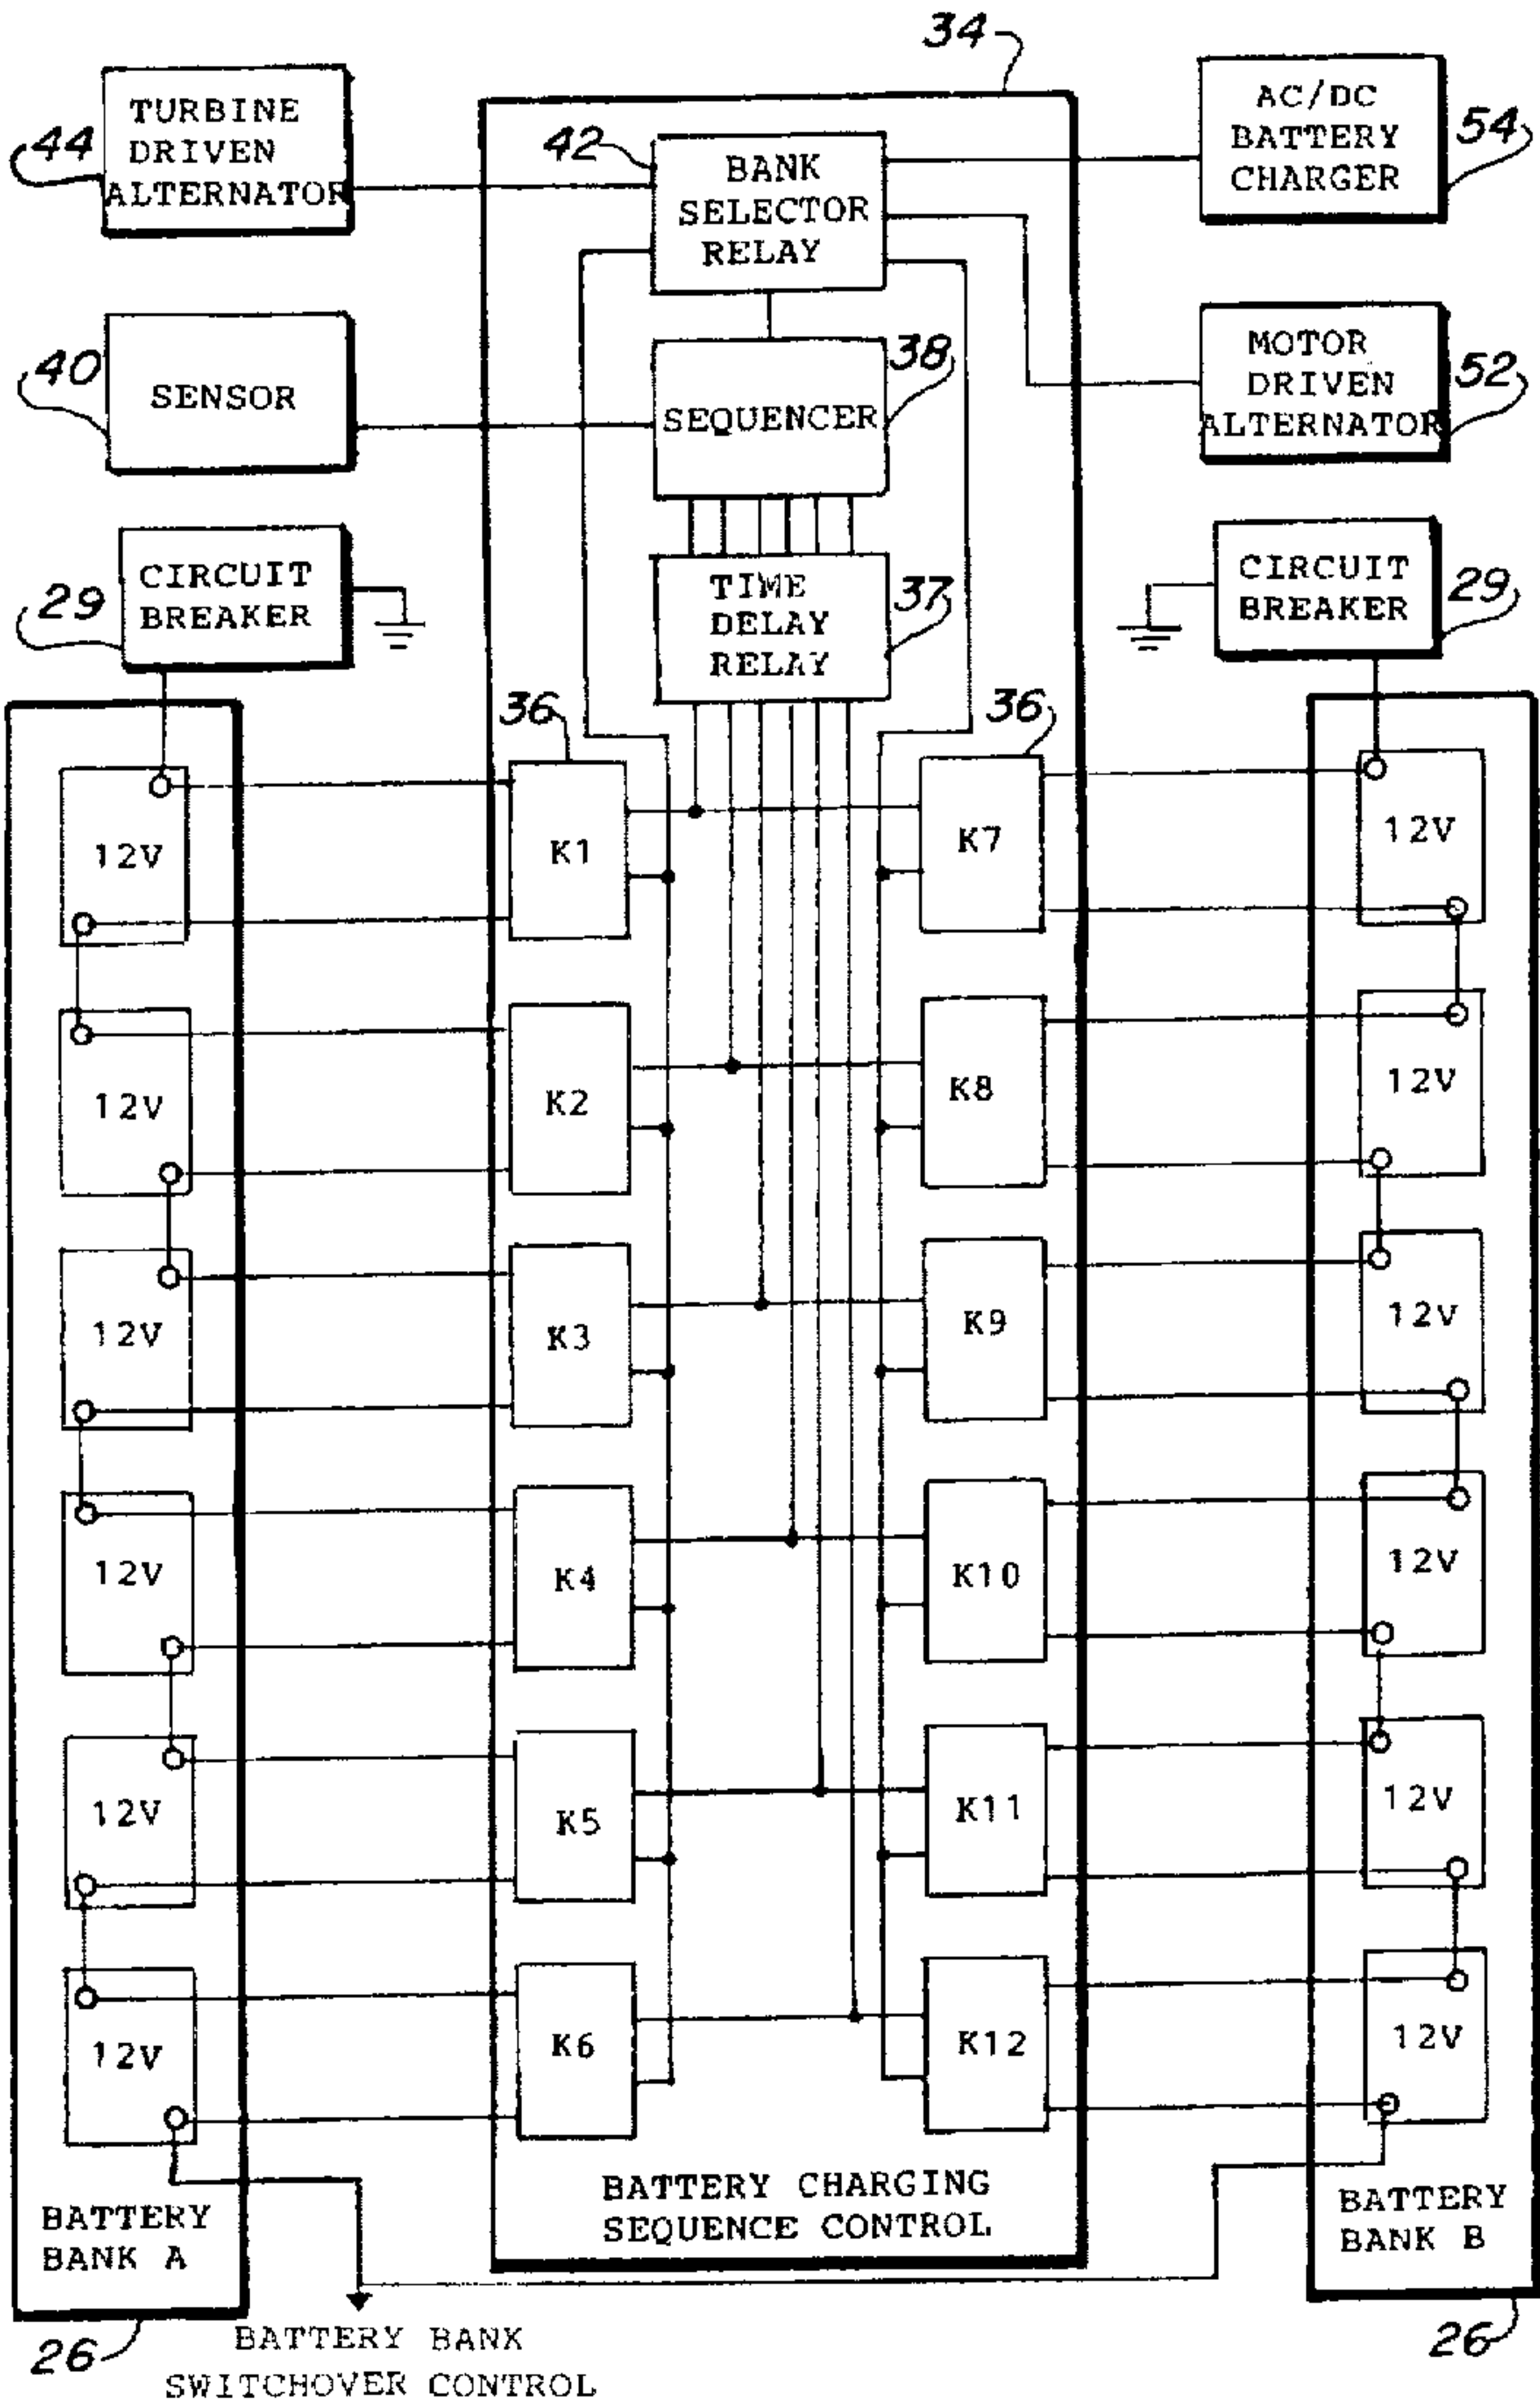 34
44
TURBINE
DRIVEN
ALTERNATOR
42
BANK
SELECTOR
RELAY
AC/DC
BATTERY
CHARGER
54
40
SENSOR
38
SEQUENCER
MOTOR
DRIVEN
ALTERNATOR
52
29
CIRCUIT
BREAKER
TIME
DELAY
RELAY
37
CIRCUIT
BREAKER
29
36
36
12V
K1
K7
12V
12V
K2
K8
12V
12V
K3
K9
12V
12V
K4
K10
12V
12V
K5
K11
12V
12V
K6
K12
12V
BATTERY
BANK A
BATTERY CHARGING
SEQUENCE CONTROL
BATTERY
BANK B
26
BATTERY BANK
SWITCHOVER CONTROL
26